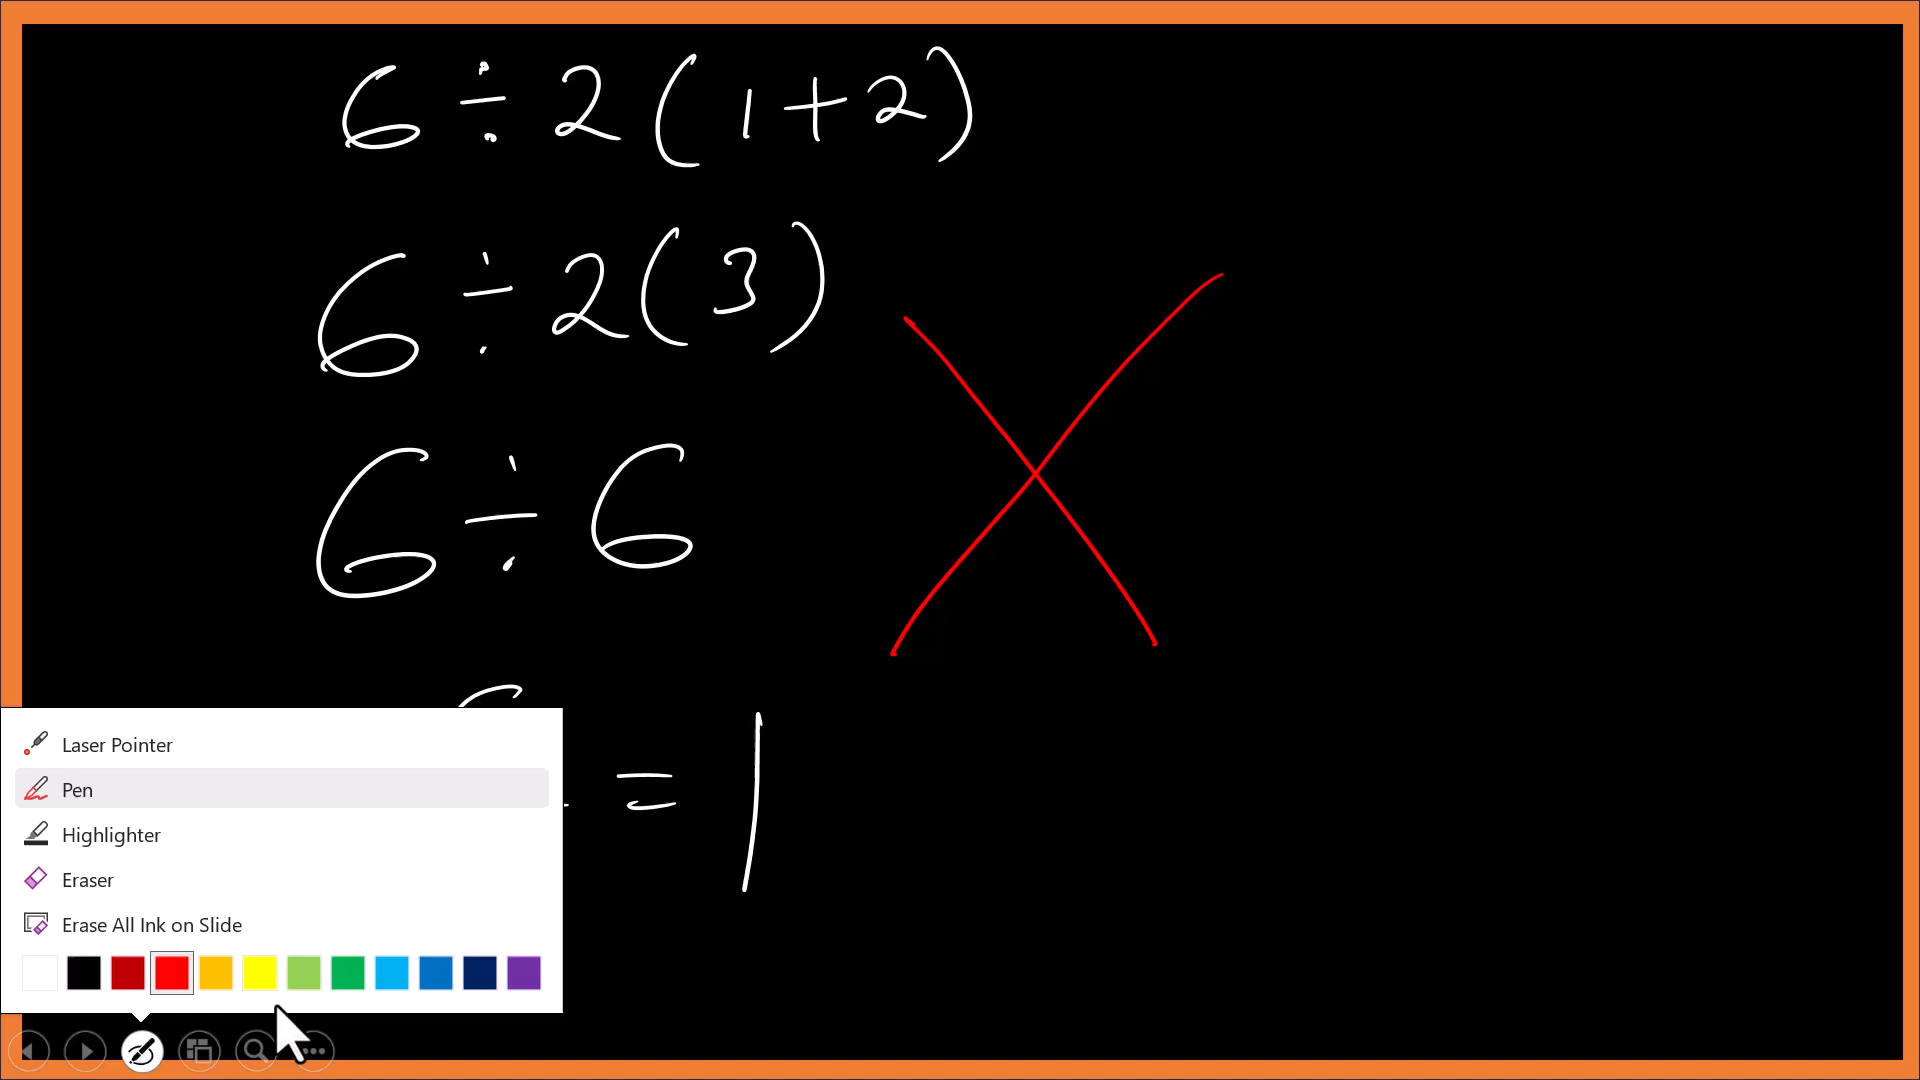 6 ÷ 2 ( 1 + 2 )
6 ÷ 2 ( 3 )
6 ÷ 6
= 1
Laser Pointer
Pen
Highlighter
Eraser
Erase All Ink on Slide